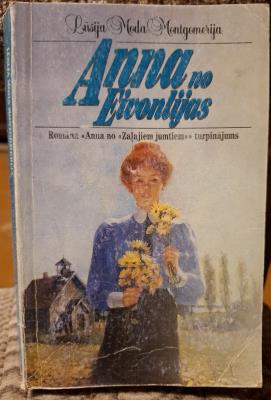 Lūsija Moda Montgomerija
Anna no
Eivonlijas
Romāna «Anna no «Zaļajiem jumtiem»» turpinājums